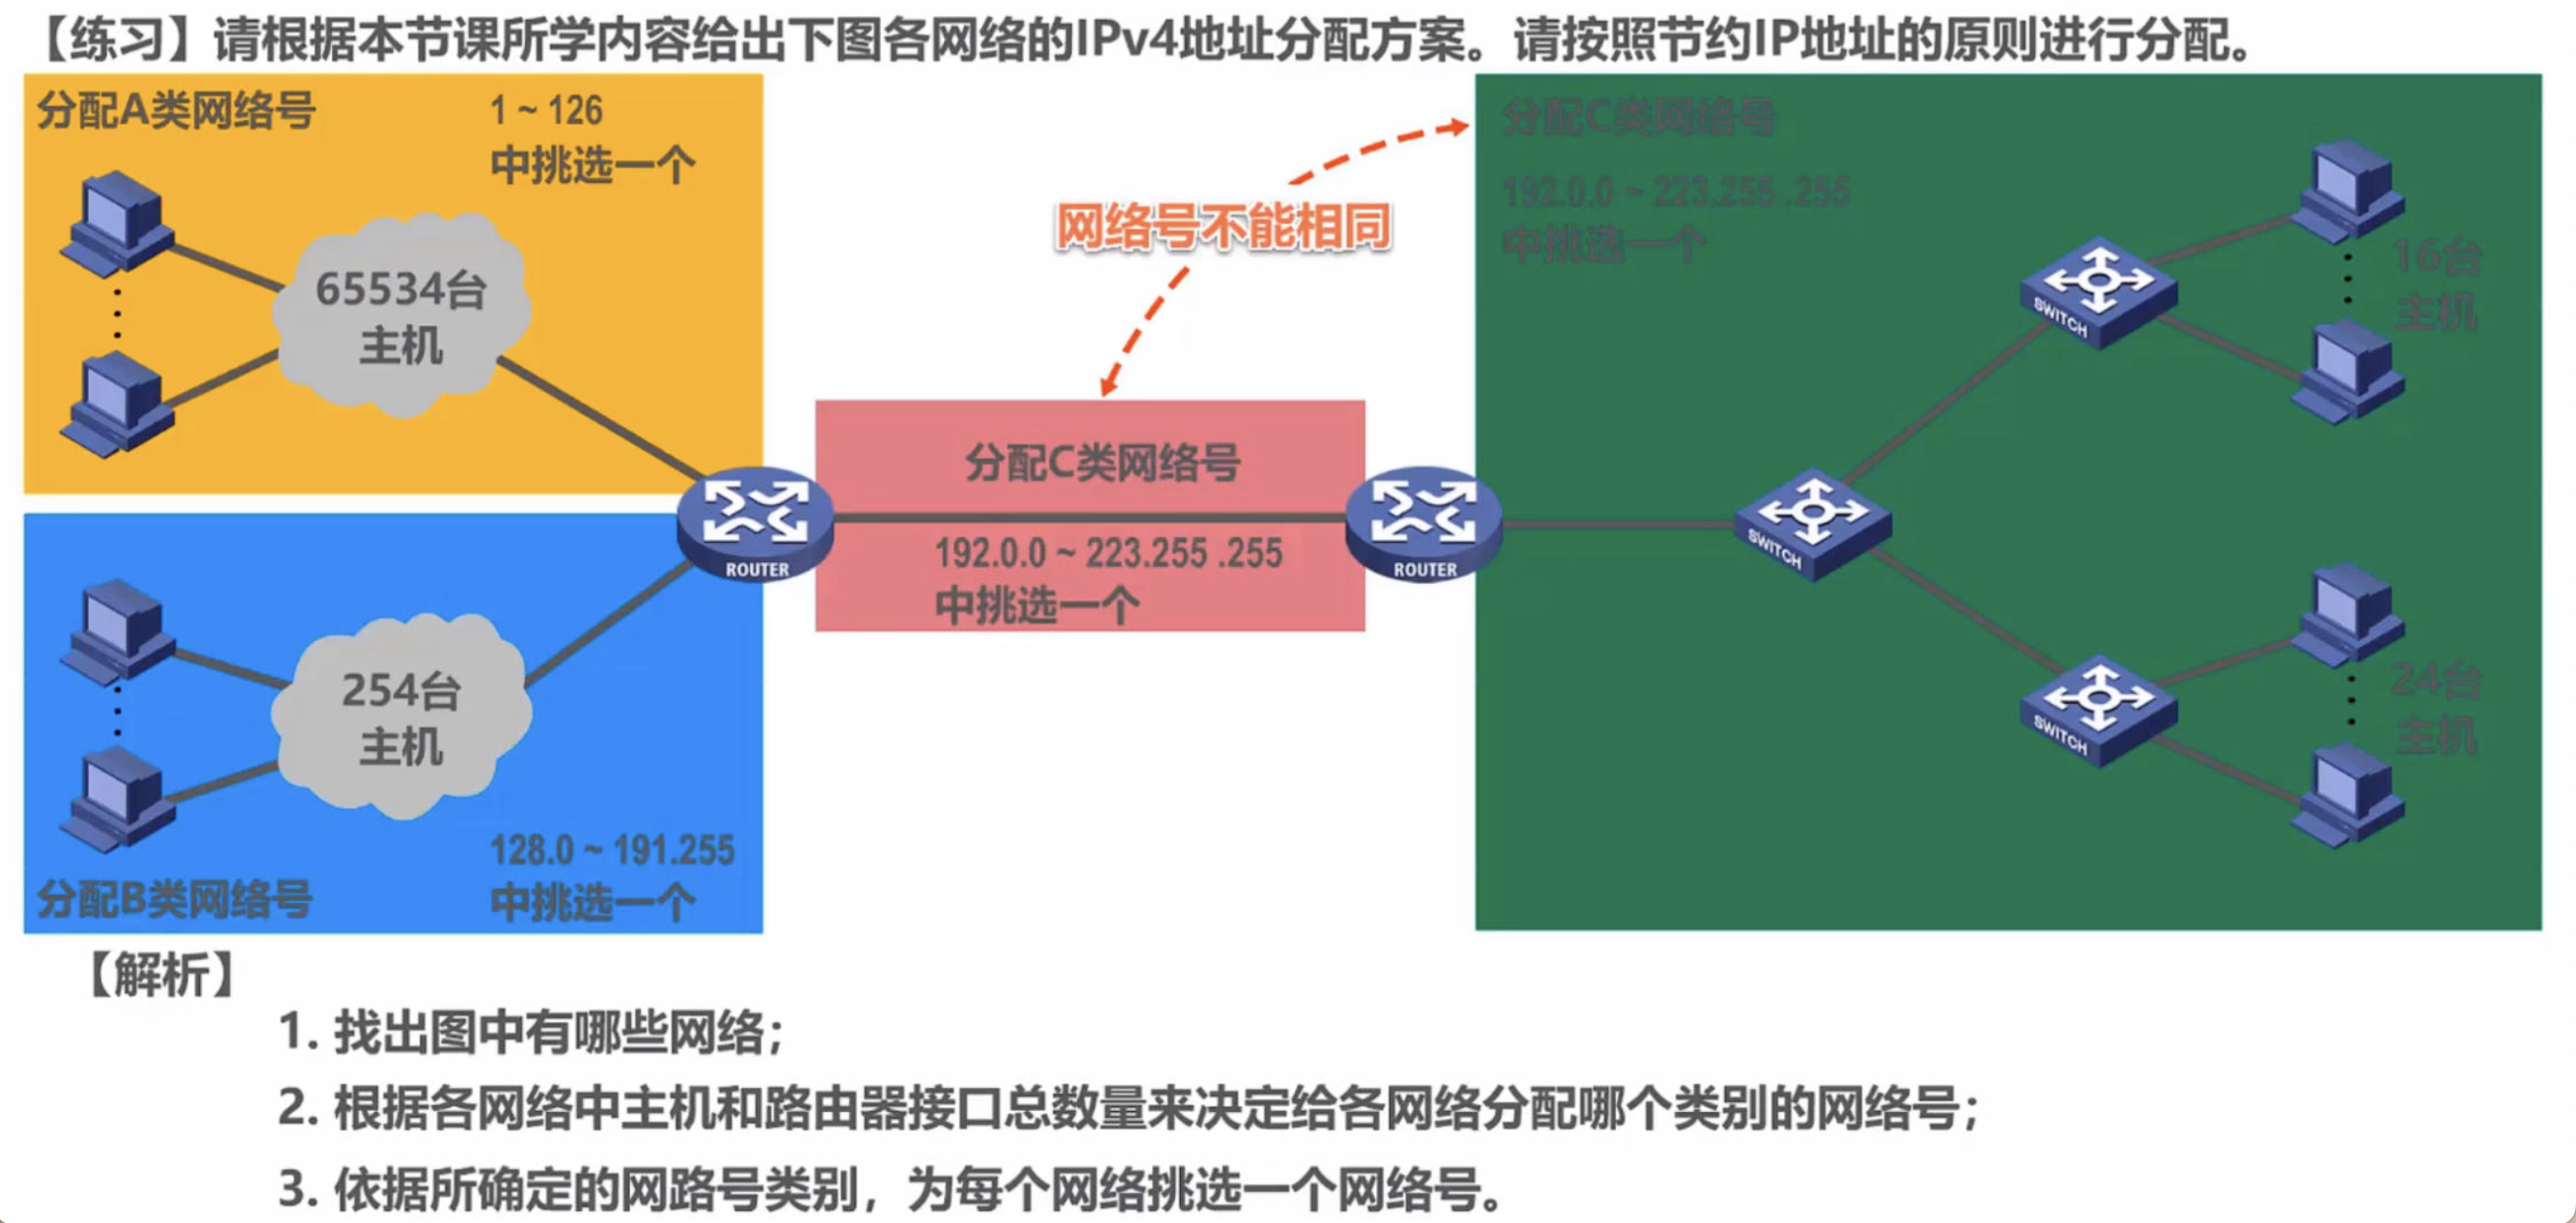 【练习】请根据本节课所学内容给出下图各网络的IPv4地址分配方案。请按照节约IP地址的原则进行分配。
分配A类网络号
1 ~ 126
中挑选一个
65534台
主机
254台
主机
128.0 ~ 191.255
中挑选一个
分配B类网络号
ROUTER
网络号不能相同
分配C类网络号
192.0.0 ~ 223.255 .255
中挑选一个
ROUTER
分配C类网络号
192.0.0 ~ 223.255 .255
中挑选一个
SWITCH
SWITCH
16台
主机
SWITCH
24台
主机
【解析】
1. 找出图中有哪些网络；
2. 根据各网络中主机和路由器接口总数量来决定给各网络分配哪个类别的网络号；
3. 依据所确定的网路号类别，为每个网络挑选一个网络号。